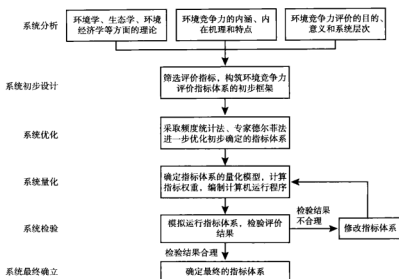 系统分析
环境学、生态学、环境
经济学等方面的理论
环境竞争力的内涵、内
在机理和特点
环境竞争力评价的目的、
意义和系统层次
系统初步设计
筛选评价指标，构筑环境竞争力
评价指标体系的初步框架
系统优化
采取频度统计法、专家德尔菲法
进一步优化初步确定的指标体系
系统量化
确定指标体系的量化模型，计算
指标权重，编制计算机运行程序
系统检验
模拟运行指标体系，检验评价
结果
检验结果
不合理
修改指标体系
检验结果合理
系统最终确立
确定最终的指标体系